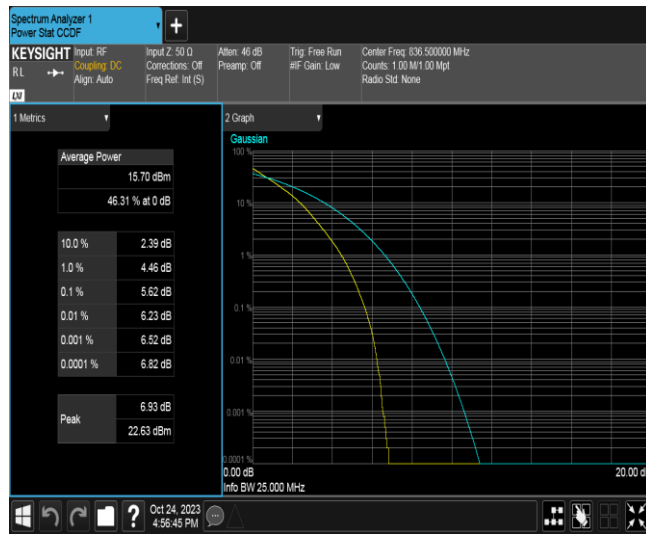 Spectrum Analyzer 1
Power Stat CCDF
+
KEYSIGHT
RL
LXI
Input: RF
Coupling: DC
Align: Auto
Input Z: 50 Ω
Corrections: Off
Freq Ref: Int (S)
Atten: 46 dB
Preamp: Off
Trig: Free Run
#IF Gain: Low
Center Freq: 836.500000 MHz
Counts: 1.00 M/1.00 Mpt
Radio Std: None
1 Metrics
Average Power
15.70 dBm
46.31 % at 0 dB
10.0 % 2.39 dB
1.0 % 4.46 dB
0.1 % 5.62 dB
0.01 % 6.23 dB
0.001 % 6.52 dB
0.0001 % 6.82 dB
Peak
6.93 dB
22.63 dBm
2 Graph
Gaussian
100 %
10 %
1 %
0.1 %
0.01 %
0.001 %
0.0001 %
0.00 dB
20.00 d
Info BW 25.000 MHz
?
Oct 24, 2023
4:56:45 PM